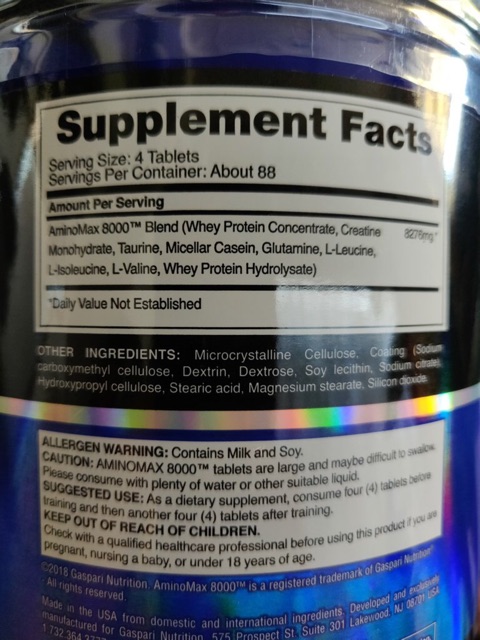 Supplement Facts
Serving Size: 4 Tablets
Servings Per Container: About 88
Amount Per Serving
AminoMax 8000™ Blend (Whey Protein Concentrate, Creatine 8276mg*
Monohydrate, Taurine, Micellar Casein, Glutamine, L-Leucine,
L-Isoleucine, L-Valine, Whey Protein Hydrolysate)
*Daily Value Not Established
OTHER INGREDIENTS: Microcrystalline Cellulose, Coating (Sodium
carboxymethyl cellulose, Dextrin, Dextrose, Soy lecithin, Sodium citrate),
Hydroxypropyl cellulose, Stearic acid, Magnesium stearate, Silicon dioxide.
ALLERGEN WARNING: Contains Milk and Soy.
CAUTION: AMINOMAX 8000™ tablets are large and maybe difficult to swallow.
Please consume with plenty of water or other suitable liquid.
SUGGESTED USE: As a dietary supplement, consume four (4) tablets before
training and then another four (4) tablets after training.
KEEP OUT OF REACH OF CHILDREN.
Check with a qualified healthcare professional before using this product if you are
pregnant, nursing a baby, or under 18 years of age.
©2018 Gaspari Nutrition. AminoMax 8000™ is a registered trademark of Gaspari Nutrition®
All rights reserved.
Made in the USA from domestic and international ingredients. Developed and exclusively
manufactured for Gaspari Nutrition, 575 Prospect St. Suite 301 Lakewood, NJ 08701 USA
1 732 364